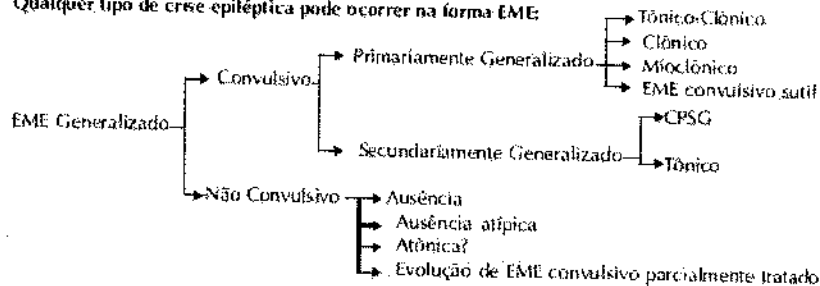 Qualquer tipo de crise epiléptica pode ocorrer na forma EME:
EME Generalizado
Convulsivo
Primariamente Generalizado
Tônico-Clônico
Clônico
Mioclônico
EME convulsivo sutil
Secundariamente Generalizado
CPSG
Tônico
Não Convulsivo
Ausência
Ausência atípica
Atônica?
Evolução de EME convulsivo parcialmente tratado